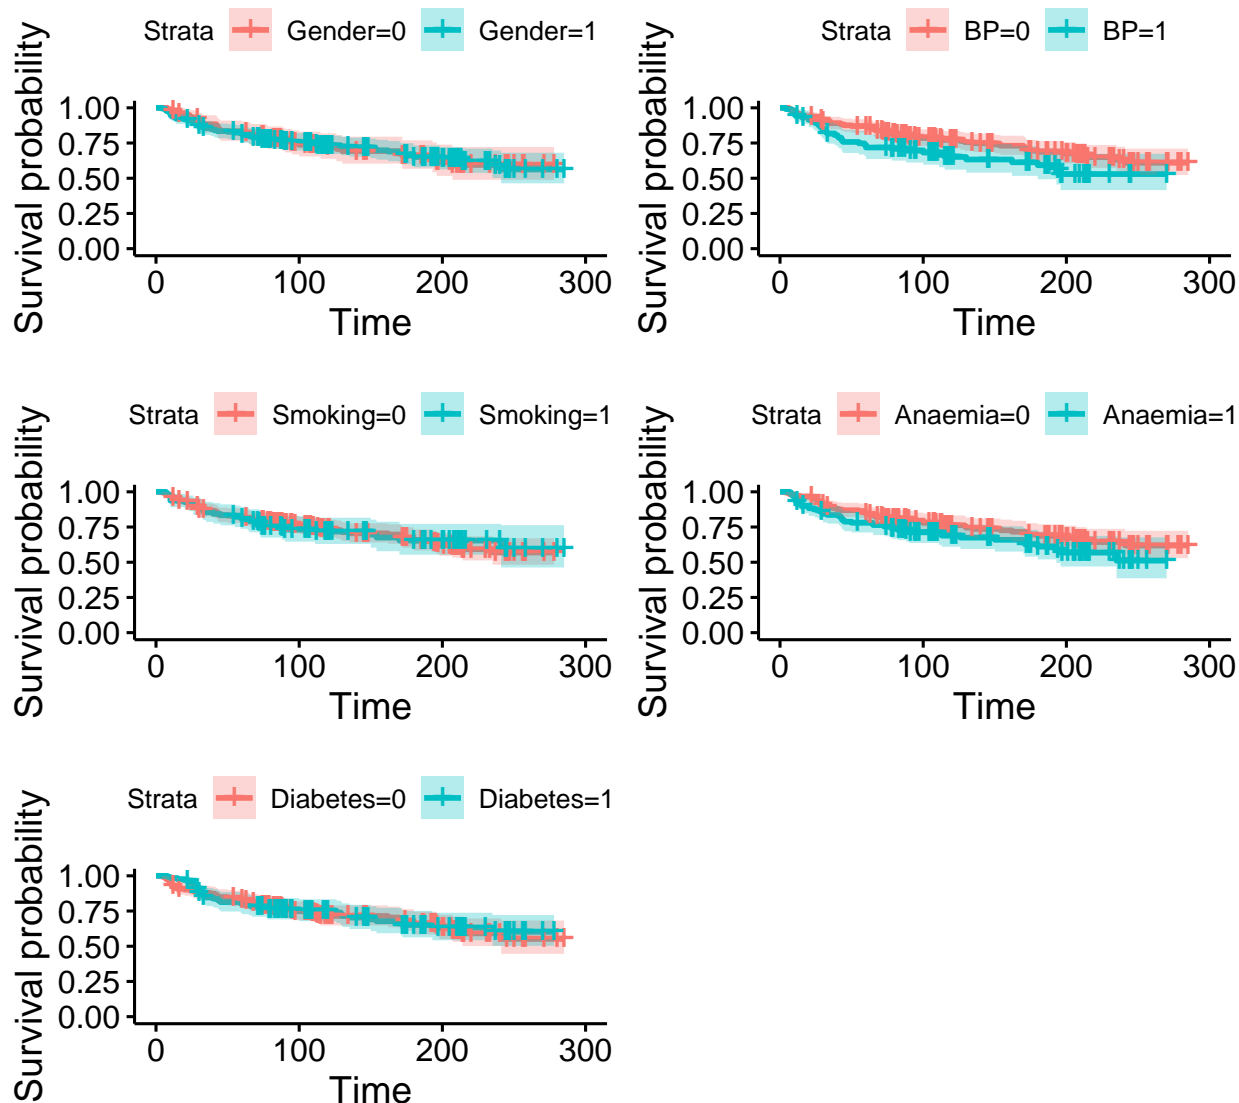 Strata Gender=0 Gender=1
Survival probability
1.00
0.75
0.50
0.25
0.00
0 100 200 300
Time
Strata BP=0 BP=1
Survival probability
1.00
0.75
0.50
0.25
0.00
0 100 200 300
Time
Strata Smoking=0 Smoking=1
Survival probability
1.00
0.75
0.50
0.25
0.00
0 100 200 300
Time
Strata Anaemia=0 Anaemia=1
Survival probability
1.00
0.75
0.50
0.25
0.00
0 100 200 300
Time
Strata Diabetes=0 Diabetes=1
Survival probability
1.00
0.75
0.50
0.25
0.00
0 100 200 300
Time